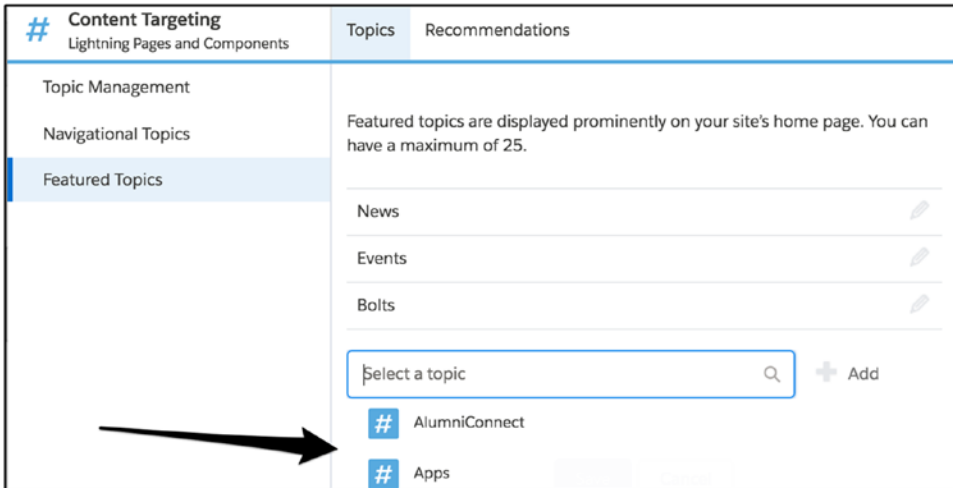 #
Content Targeting
Lightning Pages and Components
Topics
Recommendations
Topic Management
Navigational Topics
Featured Topics
Featured topics are displayed prominently on your site's home page. You can
have a maximum of 25.
News
Events
Bolts
Select a topic
Add
# AlumniConnect
# Apps